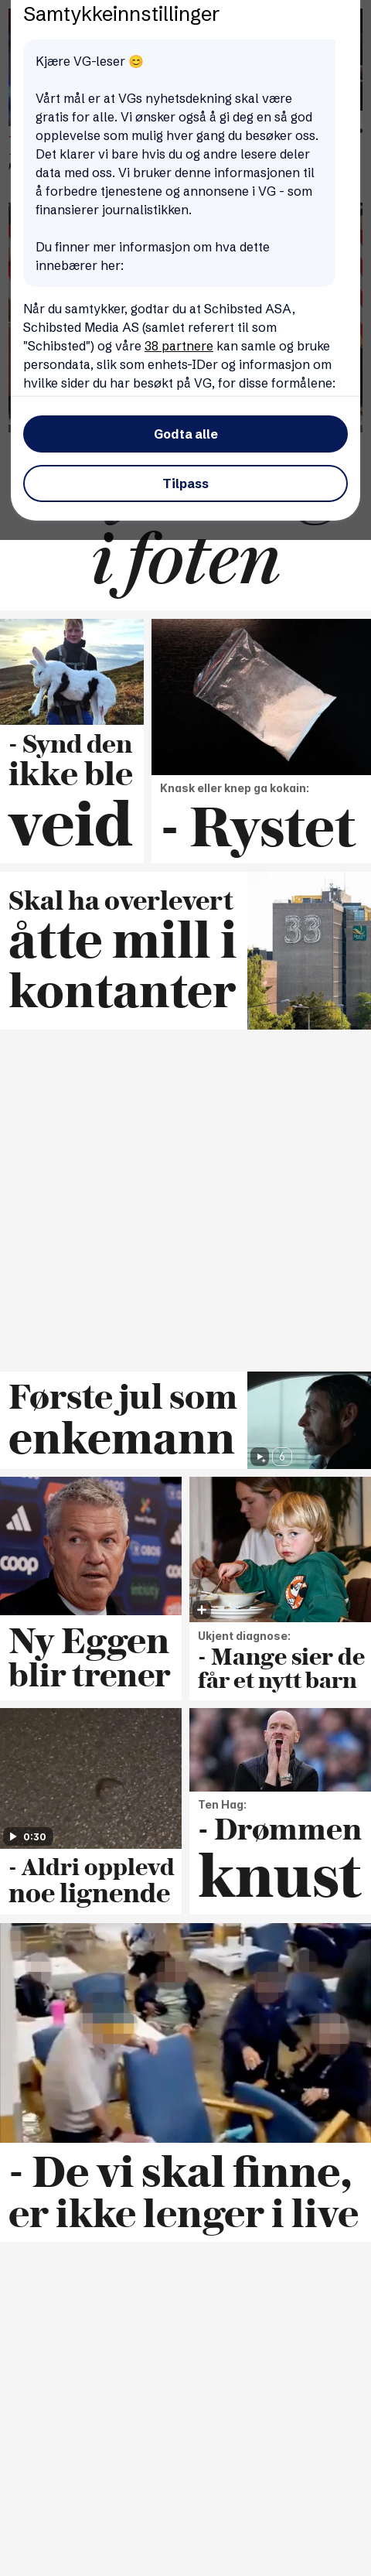 Samtykkeinnstillinger
Kjære VG-leser 😊
Vårt mål er at VGs nyhetsdekning skal være
gratis for alle. Vi ønsker også å gi deg en så god
opplevelse som mulig hver gang du besøker oss.
Det klarer vi bare hvis du og andre lesere deler
data med oss. Vi bruker denne informasjonen til
å forbedre tjenestene og annonsene i VG - som
finansierer journalistikken.
Du finner mer informasjon om hva dette
innebærer her:
Når du samtykker, godtar du at Schibsted ASA,
Schibsted Media AS (samlet referert til som
"Schibsted") og våre 38 partnere kan samle og bruke
persondata, slik som enhets-IDer og informasjon om
hvilke sider du har besøkt på VG, for disse formålene:
Godta alle
Tilpass
i foten
- Synd den
ikke ble
veid
Knask eller knep ga kokain:
- Rystet
Skal ha overlevert
åtte mill i
kontanter
33
Første jul som
enkemann
6
coop
OBOS
Ny Eggen
blir trener
Ukjent diagnose:
- Mange sier de
får et nytt barn
0:30
- Aldri opplevd
noe lignende
Ten Hag:
- Drømmen
knust
- De vi skal finne,
er ikke lenger i live